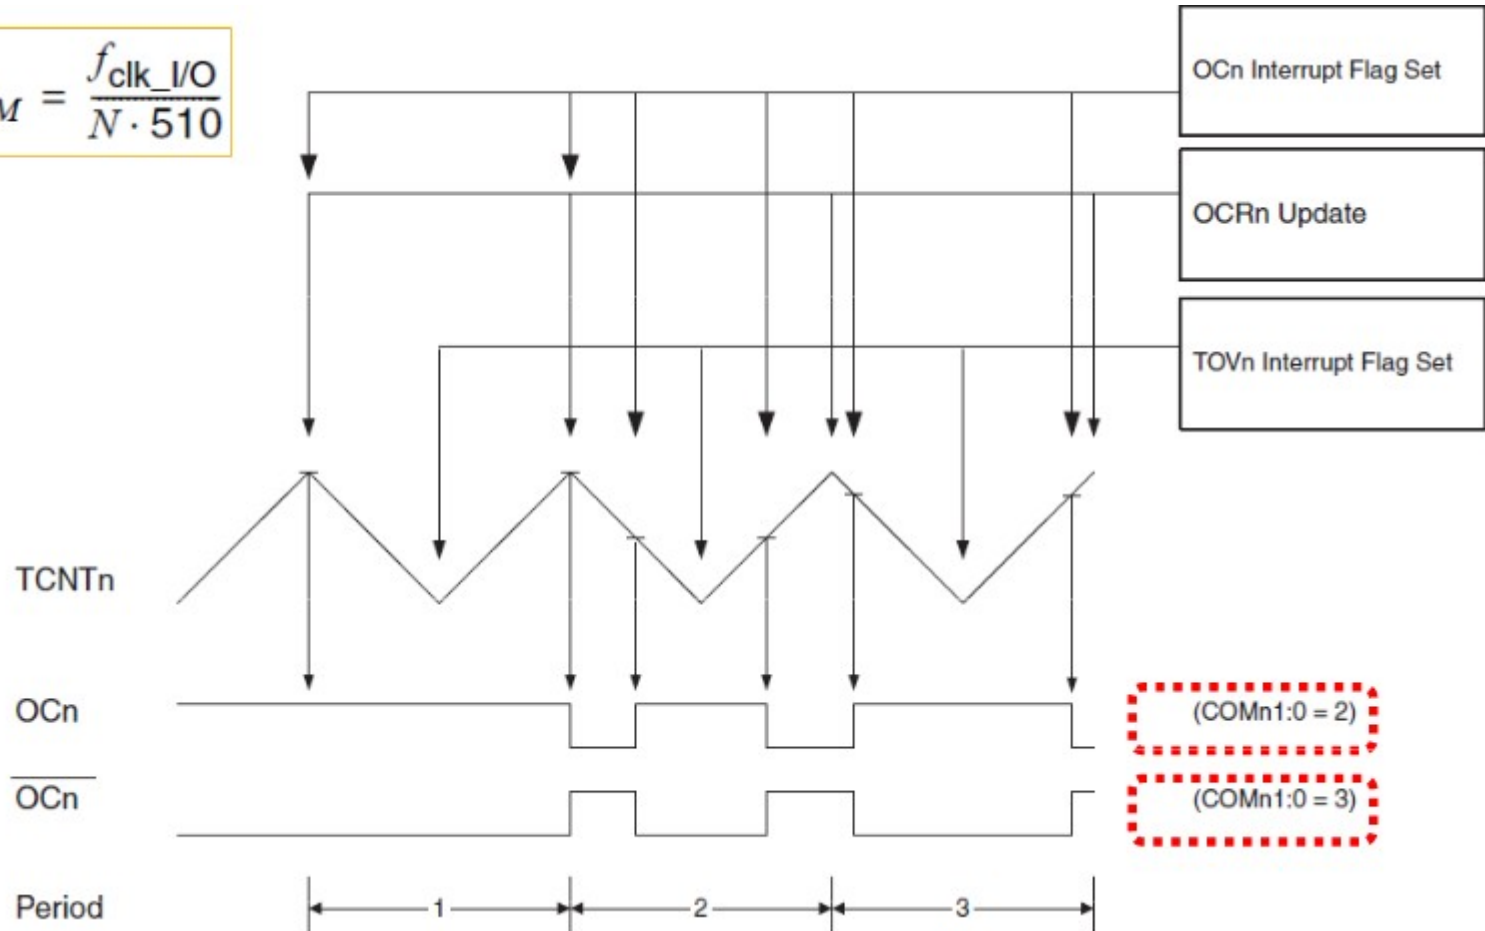 M = f clk_I/O
N · 510
OCn Interrupt Flag Set
OCRn Update
TOVn Interrupt Flag Set
TCNTn
OCn
(COMn1:0 = 2)
OCn
(COMn1:0 = 3)
Period
1
2
3